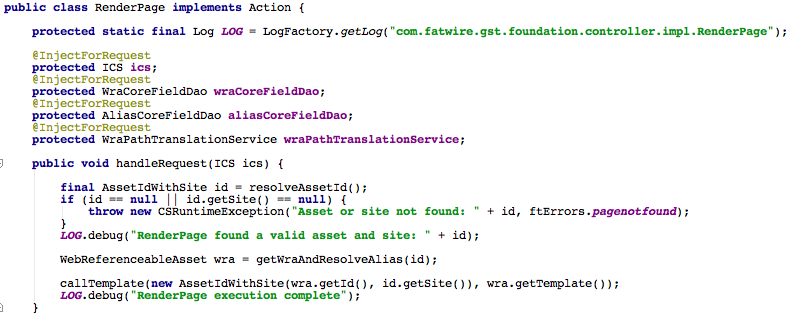 public class RenderPage implements Action {
protected static final Log LOG = LogFactory.getLog("com.fatwire.gst.foundation.controller.impl.RenderPage");
@InjectForRequest
protected ICS ics;
@InjectForRequest
protected WraCoreFieldDao wraCoreFieldDao;
@InjectForRequest
protected AliasCoreFieldDao aliasCoreFieldDao;
@InjectForRequest
protected WraPathTranslationService wraPathTranslationService;
public void handleRequest(ICS ics) {
final AssetIdWithSite id = resolveAssetId();
if (id == null || id.getSite() == null) {
throw new CSRuntimeException("Asset or site not found: " + id, ftErrors.pagenotfound);
}
LOG.debug("RenderPage found a valid asset and site: " + id);
WebReferenceableAsset wra = getWraAndResolveAlias(id);
callTemplate(new AssetIdWithSite(wra.getId(), id.getSite()), wra.getTemplate());
LOG.debug("RenderPage execution complete");
}